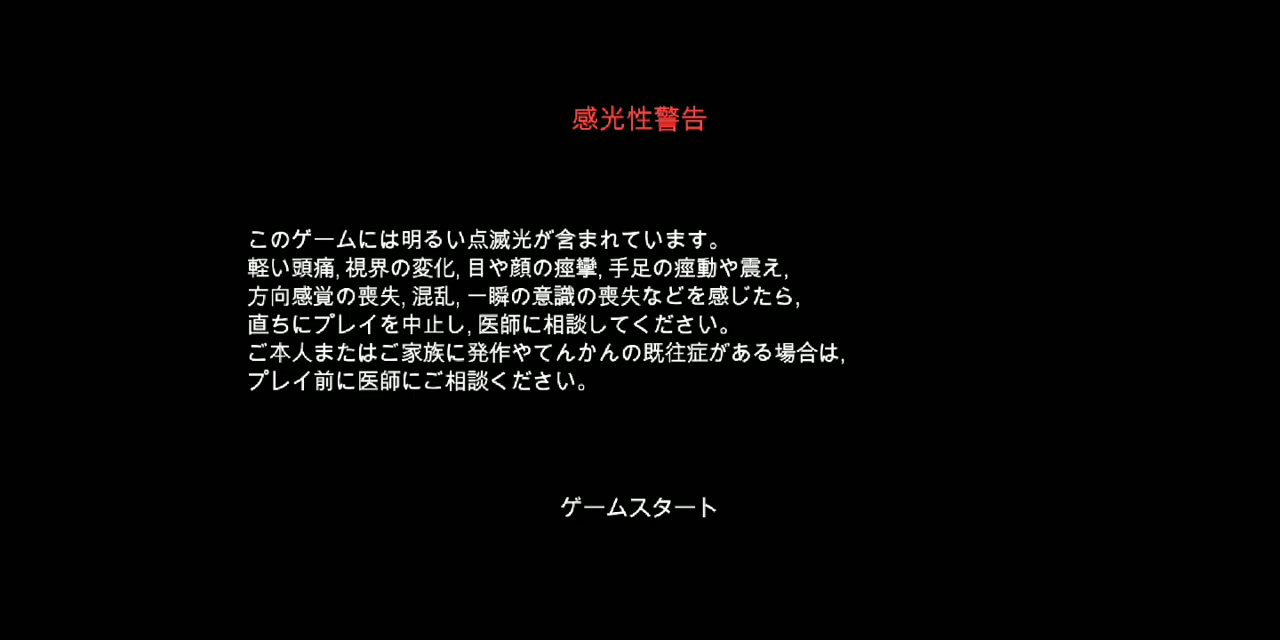 感光性警告
このゲームには明るい点滅光が含まれています。
軽い頭痛, 視界の変化, 目や顔の痙攣, 手足の痙動や震え,
方向感覚の喪失, 混乱, 一瞬の意識の喪失などを感じたら,
直ちにプレイを中止し, 医師に相談してください。
ご本人またはご家族に発作やてんかんの既往症がある場合は,
プレイ前に医師にご相談ください。
ゲームスタート